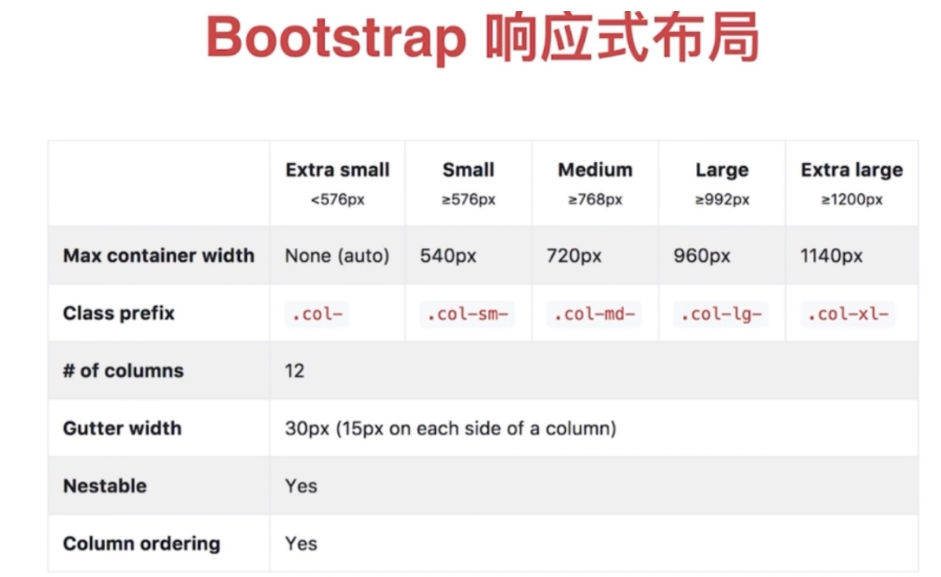 Bootstrap 响应式布局
Extra small Small Medium Large Extra large
<576px ≥576px ≥768px ≥992px ≥1200px
Max container width None (auto) 540px 720px 960px 1140px
Class prefix .col- .col-sm- .col-md- .col-lg- .col-xl-
# of columns 12
Gutter width 30px (15px on each side of a column)
Nestable Yes
Column ordering Yes